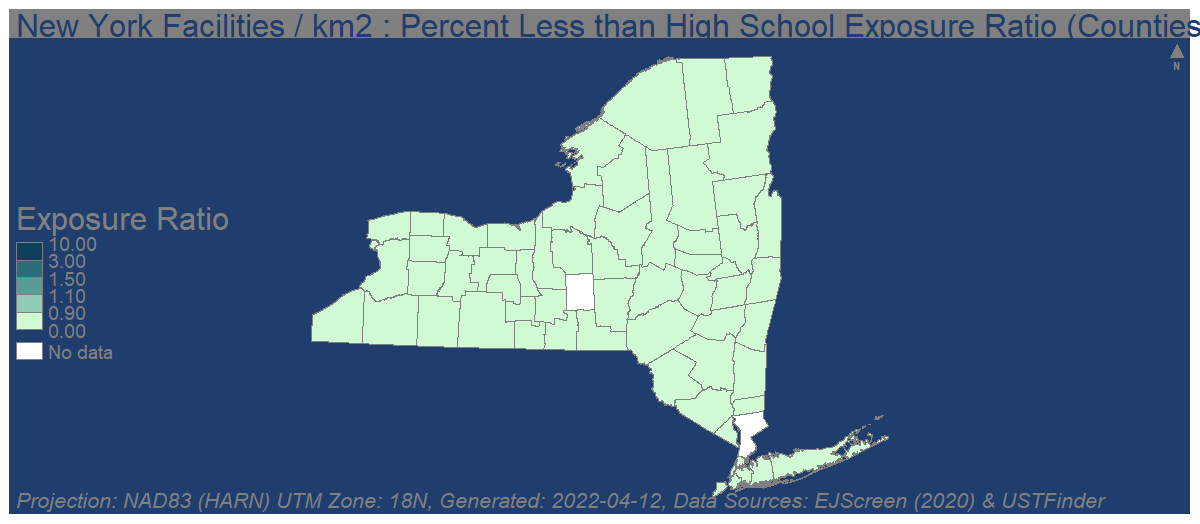 New York Facilities / km2 : Percent Less than High School Exposure Ratio (Counties
N
Exposure Ratio
10.00
3.00
1.50
1.10
0.90
0.00
No data
Projection: NAD83 (HARN) UTM Zone: 18N, Generated: 2022-04-12, Data Sources: EJScreen (2020) & USTFinder